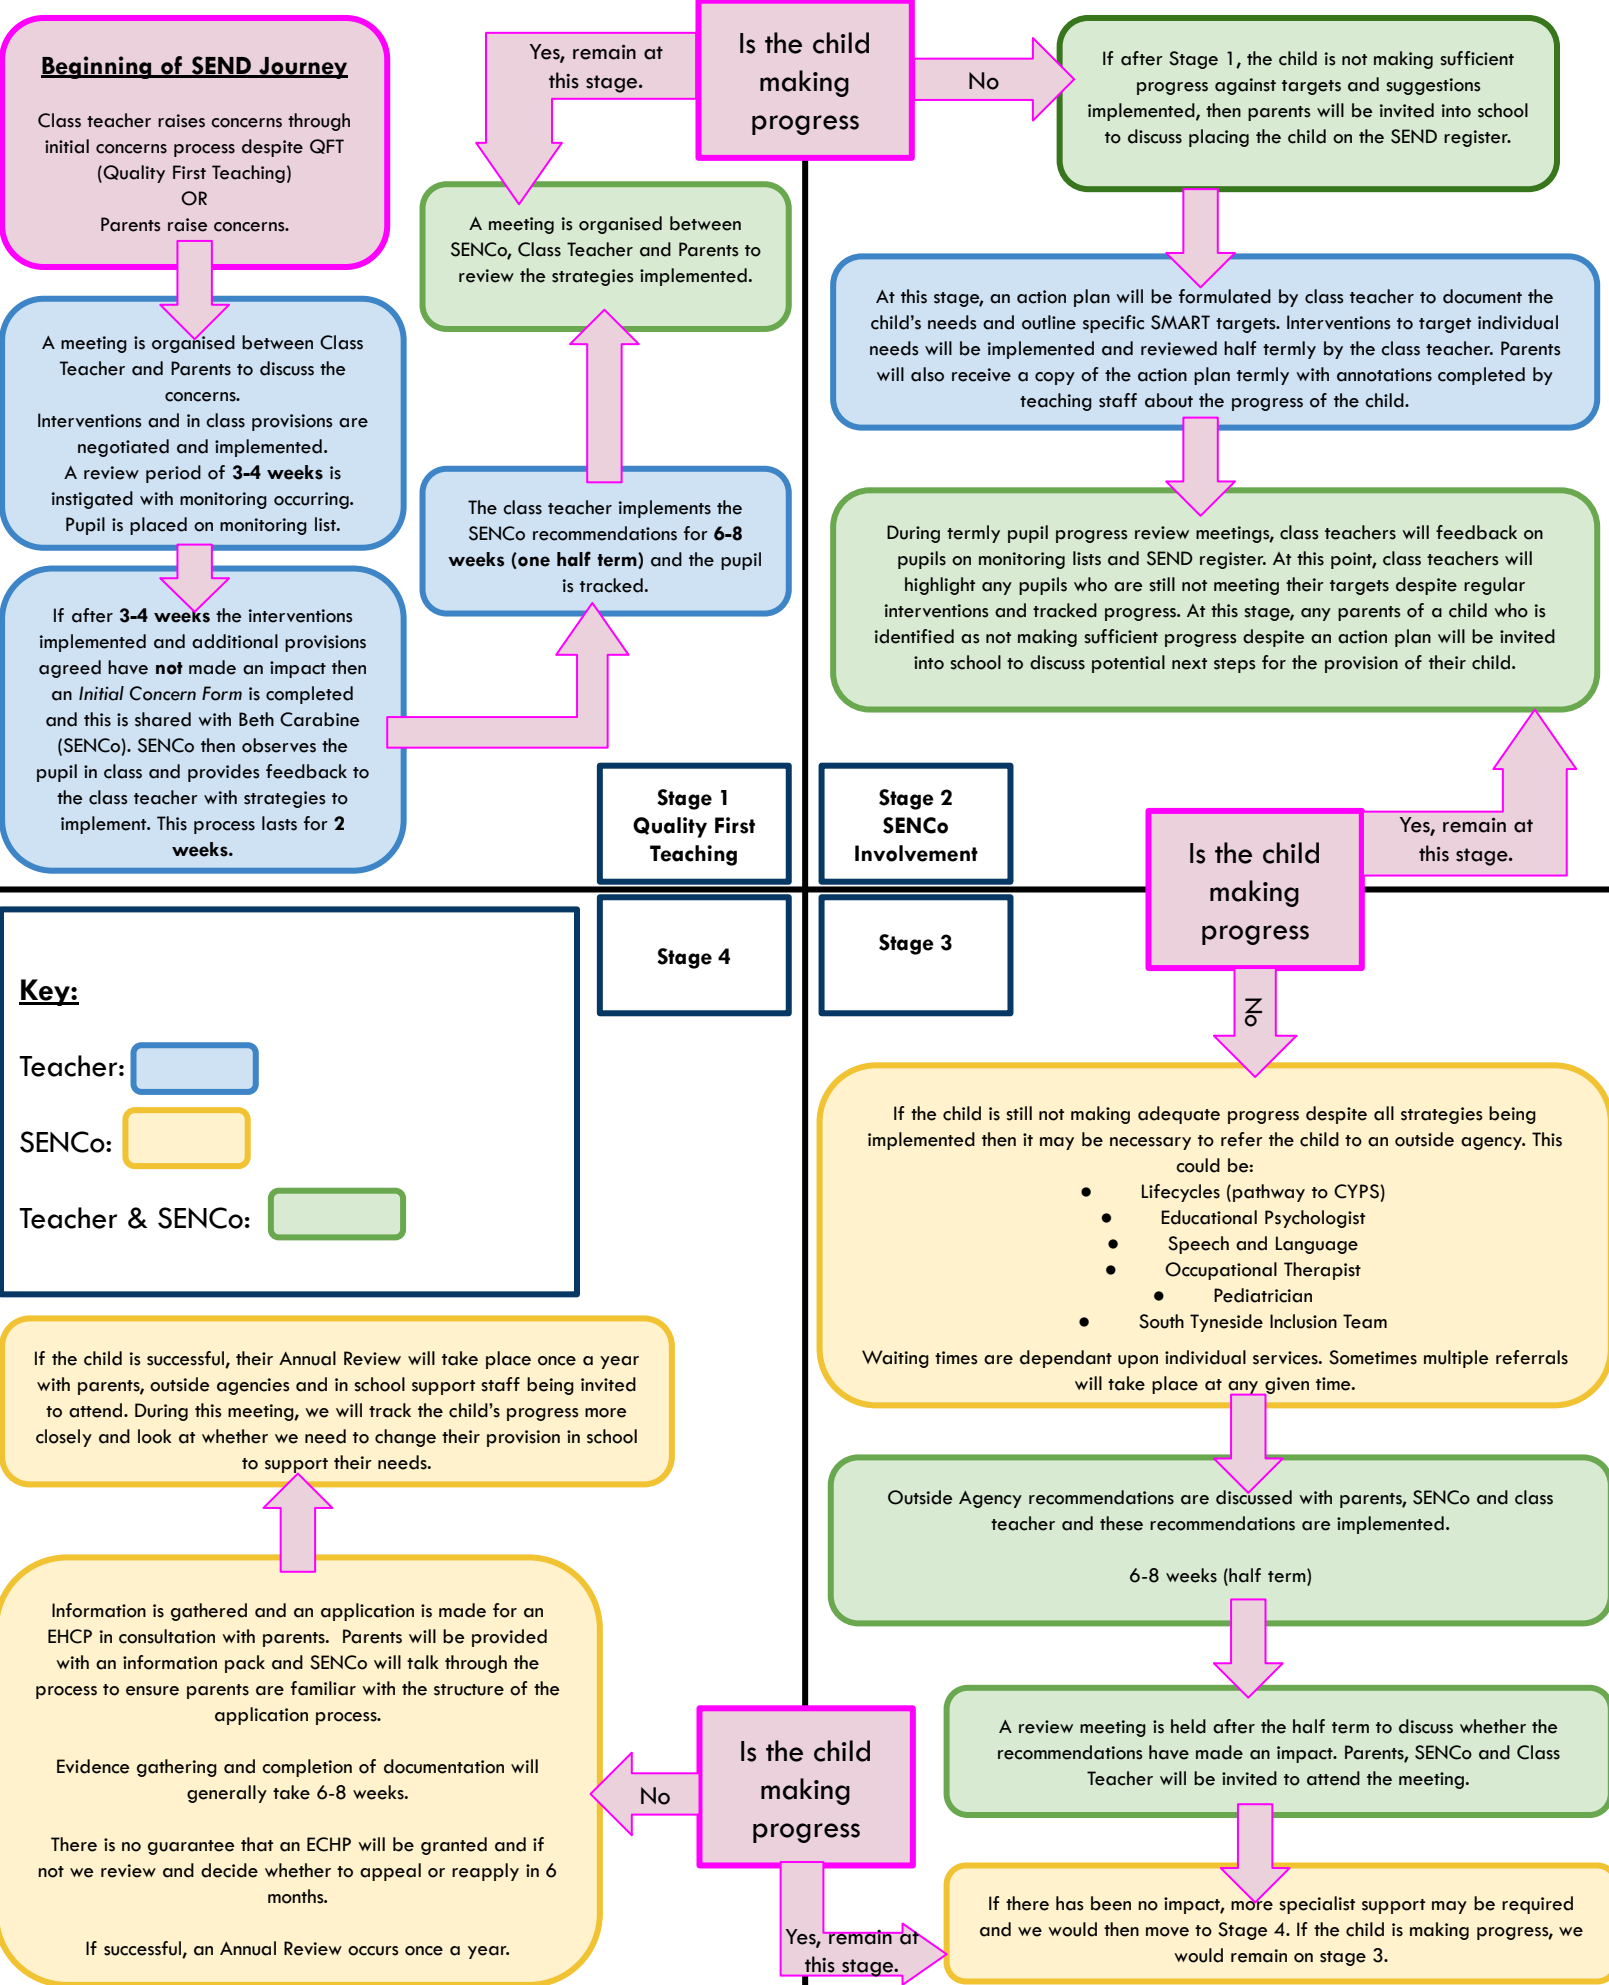 Beginning of SEND Journey
Class teacher raises concerns through
initial concerns process despite QFT
(Quality First Teaching)
OR
Parents raise concerns.
A meeting is organised between Class
Teacher and Parents to discuss the
concerns.
Interventions and in class provisions are
negotiated and implemented.
A review period of 3-4 weeks is
instigated with monitoring occurring.
Pupil is placed on monitoring list.
If after 3-4 weeks the interventions
implemented and additional provisions
agreed have not made an impact then
an Initial Concern Form is completed
and this is shared with Beth Carabine
(SENCo). SENCo then observes the
pupil in class and provides feedback to
the class teacher with strategies to
implement. This process lasts for 2
weeks.
The class teacher implements the
SENCo recommendations for 6-8
weeks (one half term) and the pupil
is tracked.
A meeting is organised between
SENCo, Class Teacher and Parents to
review the strategies implemented.
Yes, remain at
this stage.
Is the child
making
progress
No
Stage 1
Quality First
Teaching
If after Stage 1, the child is not making sufficient
progress against targets and suggestions
implemented, then parents will be invited into school
to discuss placing the child on the SEND register.
At this stage, an action plan will be formulated by class teacher to document the
child's needs and outline specific SMART targets. Interventions to target individual
needs will be implemented and reviewed half termly by the class teacher. Parents
will also receive a copy of the action plan termly with annotations completed by
teaching staff about the progress of the child.
During termly pupil progress review meetings, class teachers will feedback on
pupils on monitoring lists and SEND register. At this point, class teachers will
highlight any pupils who are still not meeting their targets despite regular
interventions and tracked progress. At this stage, any parents of a child who is
identified as not making sufficient progress despite an action plan will be invited
into school to discuss potential next steps for the provision of their child.
Stage 2
SENCo
Involvement
Is the child
making
progress
Yes, remain at
this stage.
No
Stage 3
If the child is still not making adequate progress despite all strategies being
implemented then it may be necessary to refer the child to an outside agency. This
could be:
● Lifecycles (pathway to CYPS)
● Educational Psychologist
● Speech and Language
● Occupational Therapist
● Pediatrician
● South Tyneside Inclusion Team
Waiting times are dependant upon individual services. Sometimes multiple referrals
will take place at any given time.
Outside Agency recommendations are discussed with parents, SENCo and class
teacher and these recommendations are implemented.
6-8 weeks (half term)
A review meeting is held after the half term to discuss whether the
recommendations have made an impact. Parents, SENCo and Class
Teacher will be invited to attend the meeting.
If there has been no impact, more specialist support may be required
and we would then move to Stage 4. If the child is making progress, we
would remain on stage 3.
Is the child
making
progress
Yes, remain at
this stage.
No
Stage 4
Key:
Teacher:
SENCo:
Teacher & SENCo:
If the child is successful, their Annual Review will take place once a year
with parents, outside agencies and in school support staff being invited
to attend. During this meeting, we will track the child's progress more
closely and look at whether we need to change their provision in school
to support their needs.
Information is gathered and an application is made for an
EHCP in consultation with parents. Parents will be provided
with an information pack and SENCo will talk through the
process to ensure parents are familiar with the structure of the
application process.
Evidence gathering and completion of documentation will
generally take 6-8 weeks.
There is no guarantee that an ECHP will be granted and if
not we review and decide whether to appeal or reapply in 6
months.
If successful, an Annual Review occurs once a year.